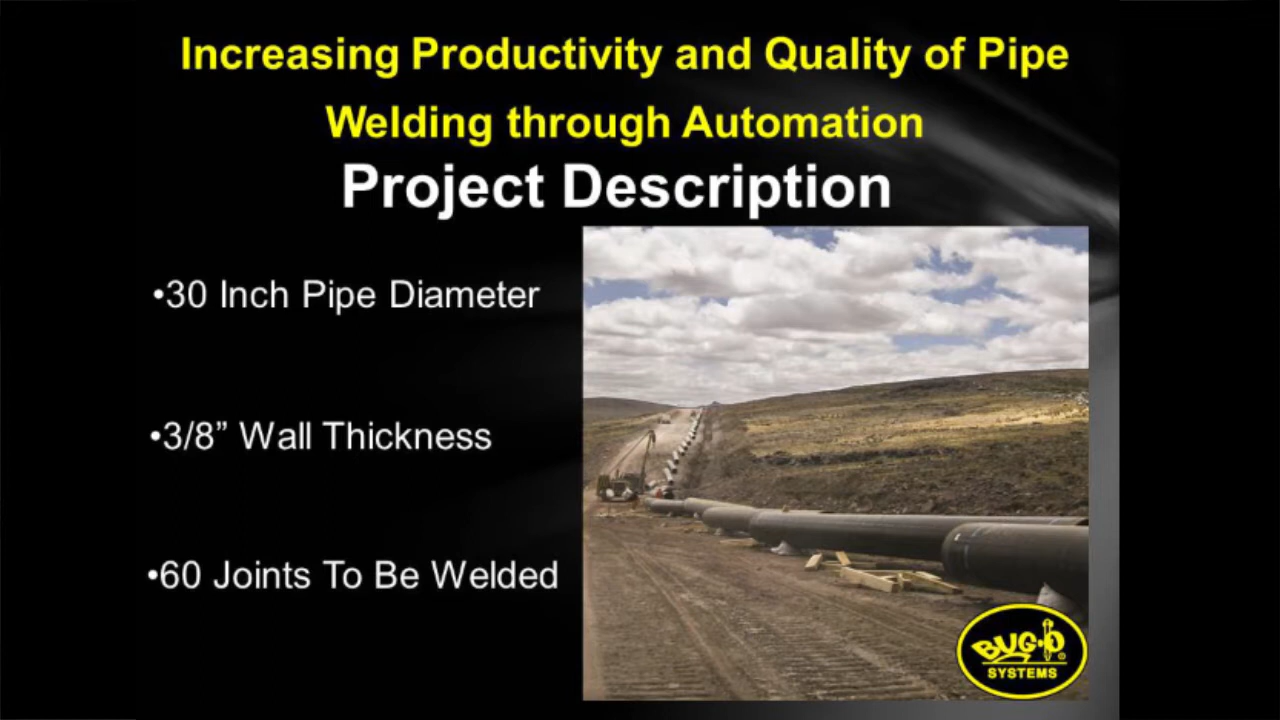 Increasing Productivity and Quality of Pipe
Welding through Automation
Project Description
•30 Inch Pipe Diameter
•3/8” Wall Thickness
•60 Joints To Be Welded
BUG-O
®
SYSTEMS